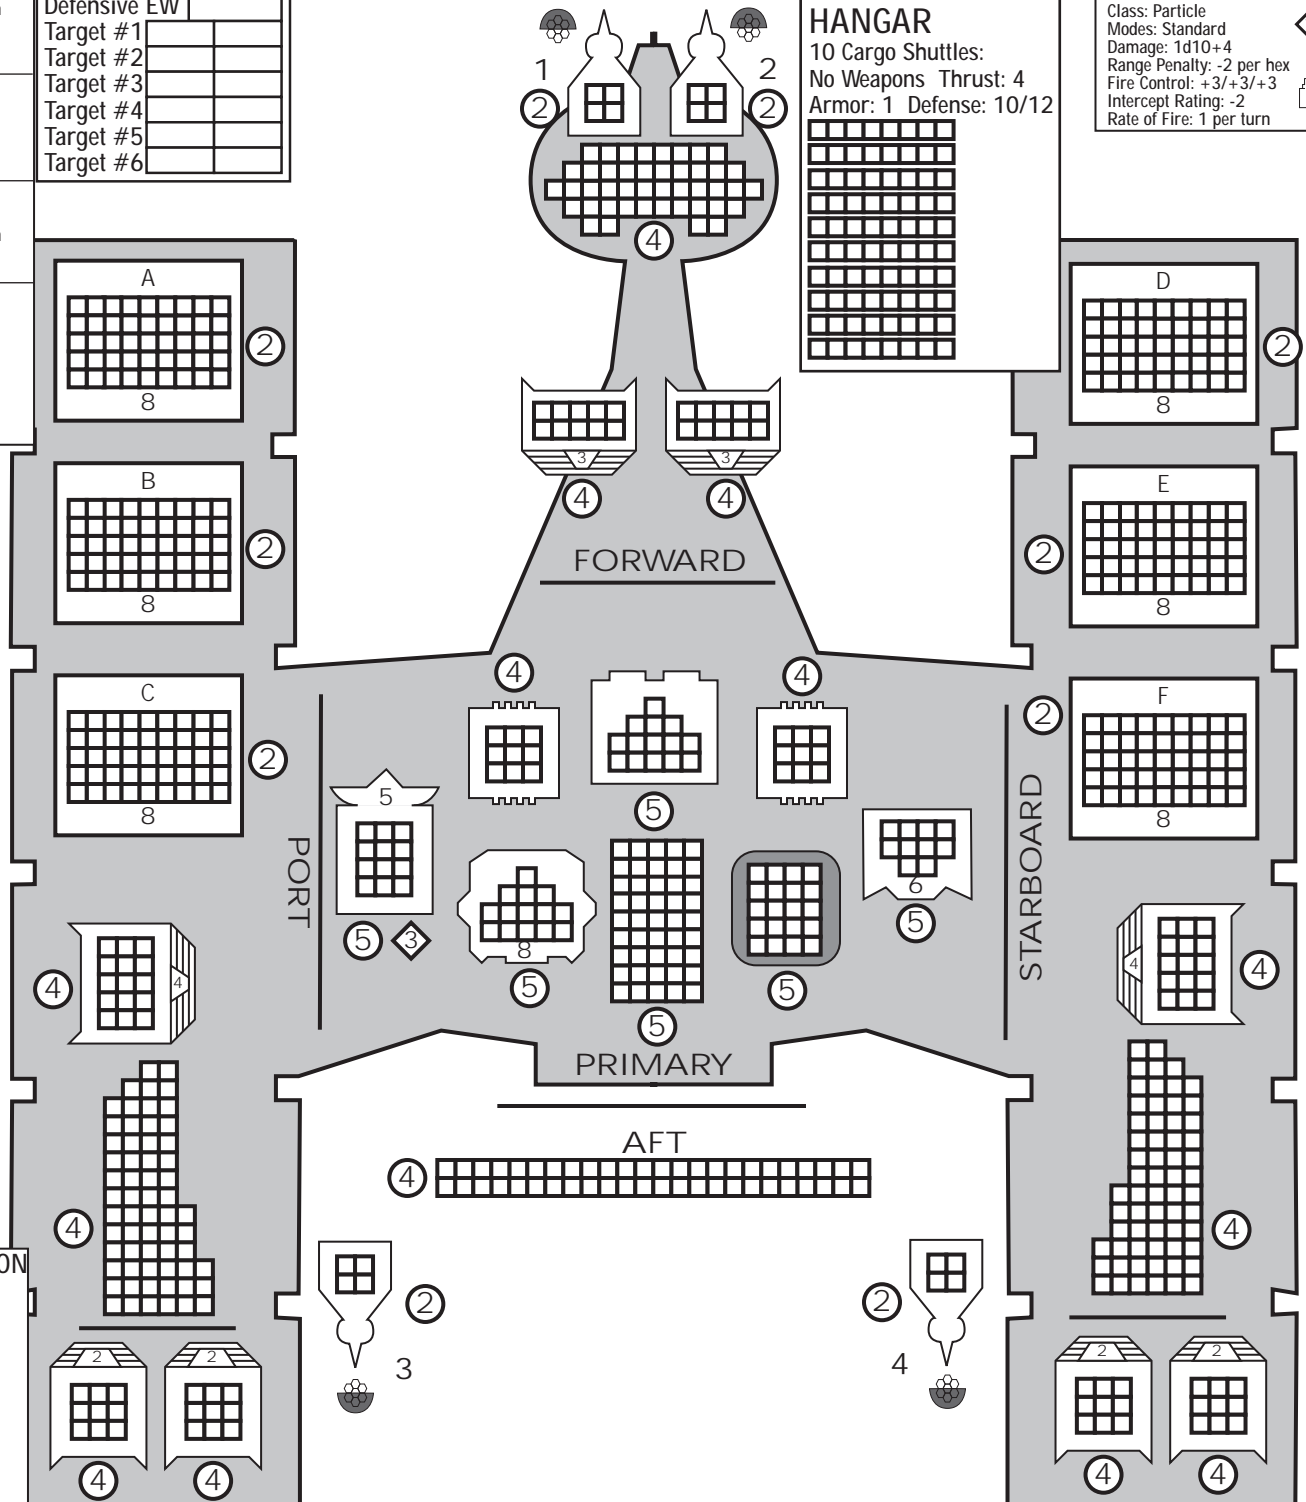 Defensive EW
Target #1
Target #2
Target #3
Target #4
Target #5
Target #6
1
2
2
2
4
HANGAR
10 Cargo Shuttles:
No Weapons Thrust: 4
Armor: 1 Defense: 10/12
Class: Particle
Modes: Standard
Damage: 1d10+4
Range Penalty: -2 per hex
Fire Control: +3/+3/+3
Intercept Rating: -2
Rate of Fire: 1 per turn
A
2
8
B
2
8
C
2
8
D
2
8
E
2
8
F
2
8
3
3
4
4
FORWARD
4
4
5
PORT
5
5
3
8
5
5
5
6
5
STARBOARD
4
4
4
4
PRIMARY
AFT
4
4
4
ON
2
3
2
4
2
2
4
4
2
2
4
4